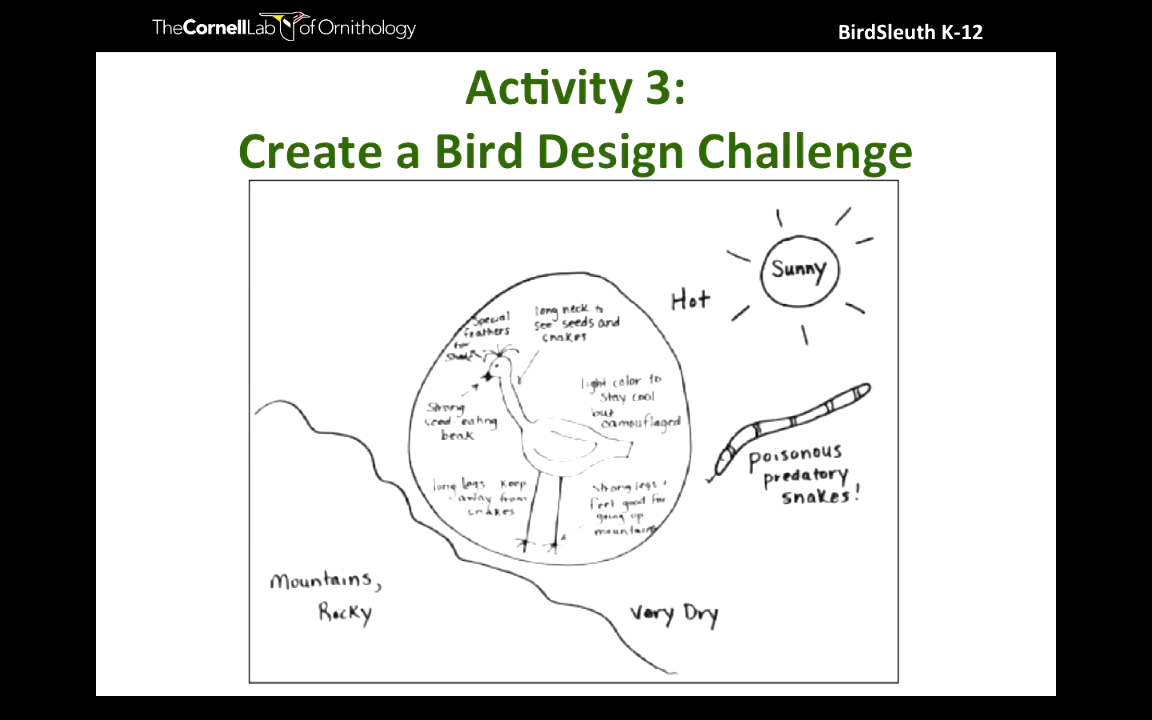 TheCornellLab of Ornithology
BirdSleuth K-12
Activity 3:
Create a Bird Design Challenge
Sunny
Hot
special
feathers
for
shade
long neck to
see seeds and
snakes
light color to
stay cool
but
camouflaged
Strong
seed-eating
beak
long legs keep
away from
snakes
strong legs +
feet good for
going up
mountains
poisonous
predatory
snakes!
Mountains,
Rocky
Very Dry